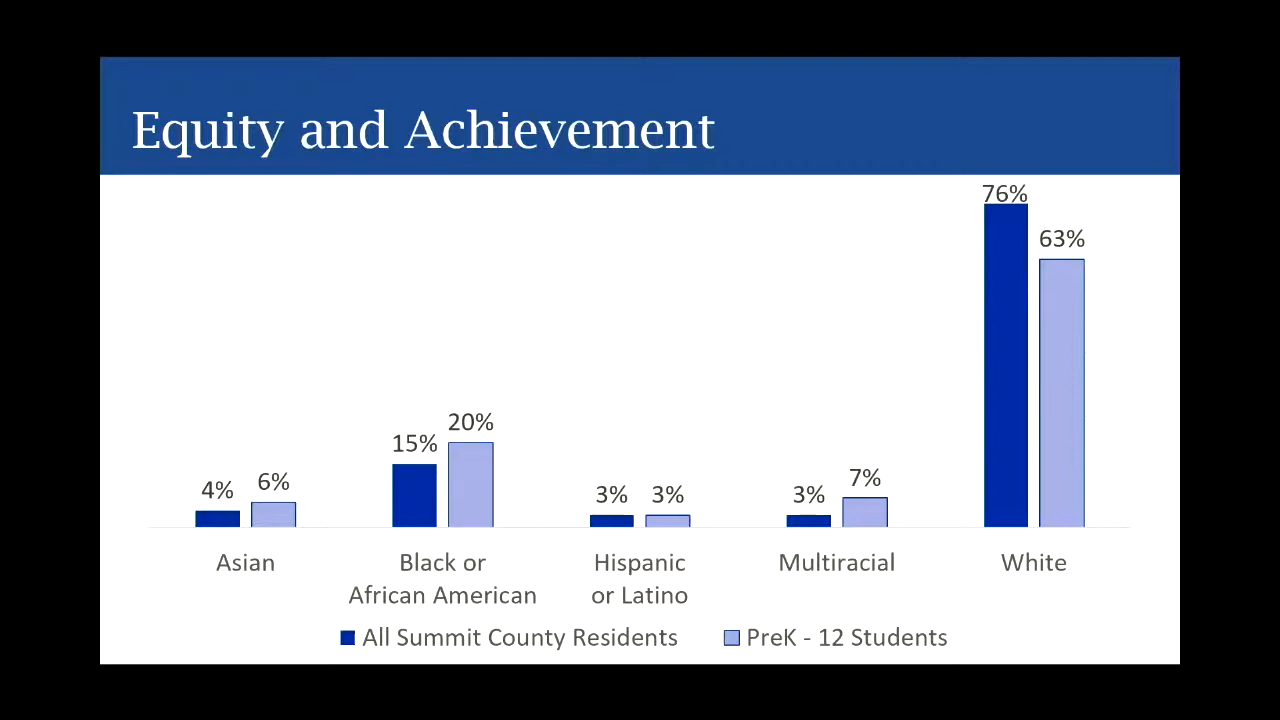 Equity and Achievement
76%
63%
20%
15%
4%
6%
3%
3%
3%
7%
Asian
Black or
African American
Hispanic
or Latino
Multiracial
White
All Summit County Residents
PreK - 12 Students